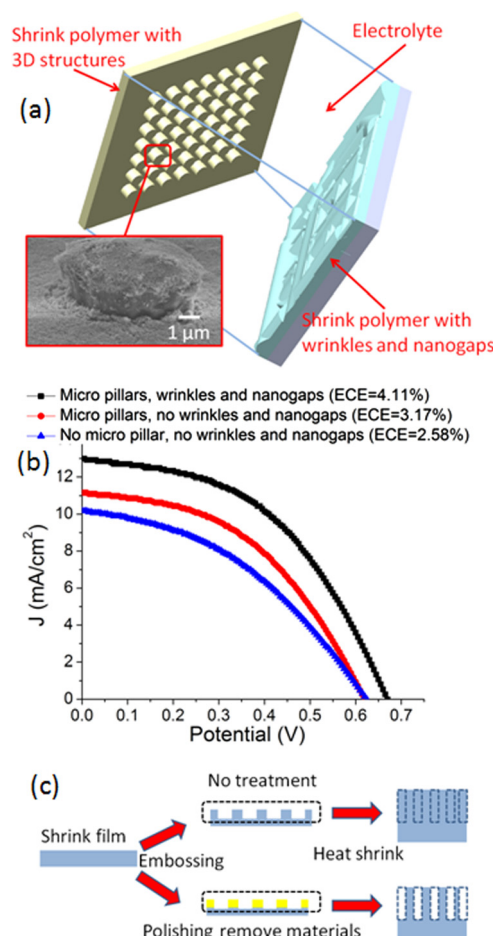 Shrink polymer with
3D structures
Electrolyte
(a)
1 μm
Shrink polymer with
wrinkles and nanogaps
Micro pillars, wrinkles and nanogaps (ECE=4.11%)
Micro pillars, no wrinkles and nanogaps (ECE=3.17%)
No micro pillar, no wrinkles and nanogaps (ECE=2.58%)
(b)
12
10
8
6
4
2
0
J (mA/cm²)
0.0 0.1 0.2 0.3 0.4 0.5 0.6 0.7
Potential (V)
(c)
No treatment
Shrink film
Embossing
Heat shrink
Polishing remove materials